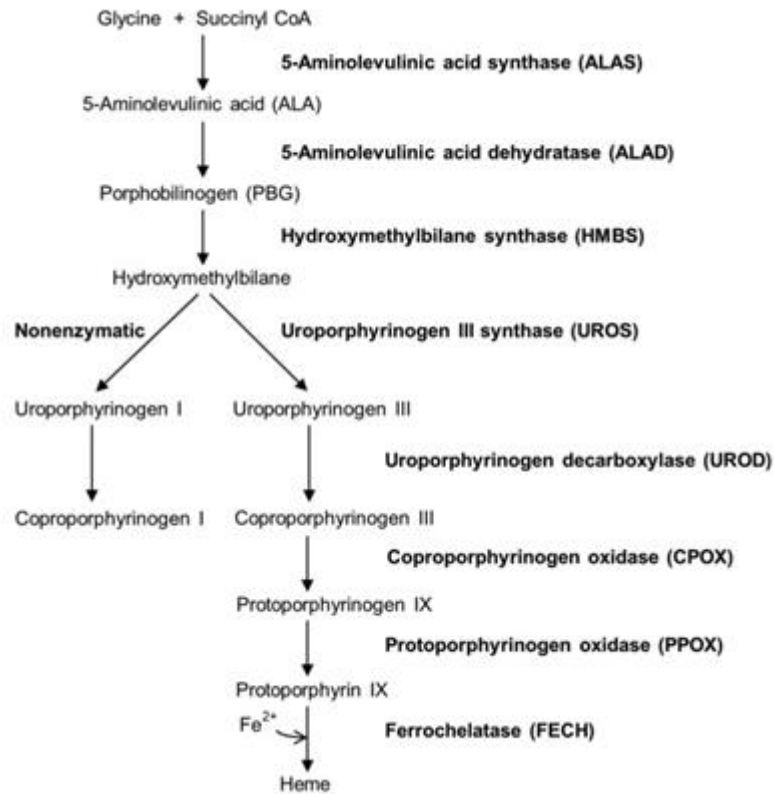 Glycine + Succinyl CoA
5-Aminolevulinic acid synthase (ALAS)
5-Aminolevulinic acid (ALA)
5-Aminolevulinic acid dehydratase (ALAD)
Porphobilinogen (PBG)
Hydroxymethylbilane synthase (HMBS)
Hydroxymethylbilane
Nonenzymatic
Uroporphyrinogen III synthase (UROS)
Uroporphyrinogen I
Uroporphyrinogen III
Uroporphyrinogen decarboxylase (UROD)
Coproporphyrinogen I
Coproporphyrinogen III
Coproporphyrinogen oxidase (CPOX)
Protoporphyrinogen IX
Protoporphyrinogen oxidase (PPOX)
Protoporphyrin IX
Fe²⁺
Ferrochelatase (FECH)
Heme